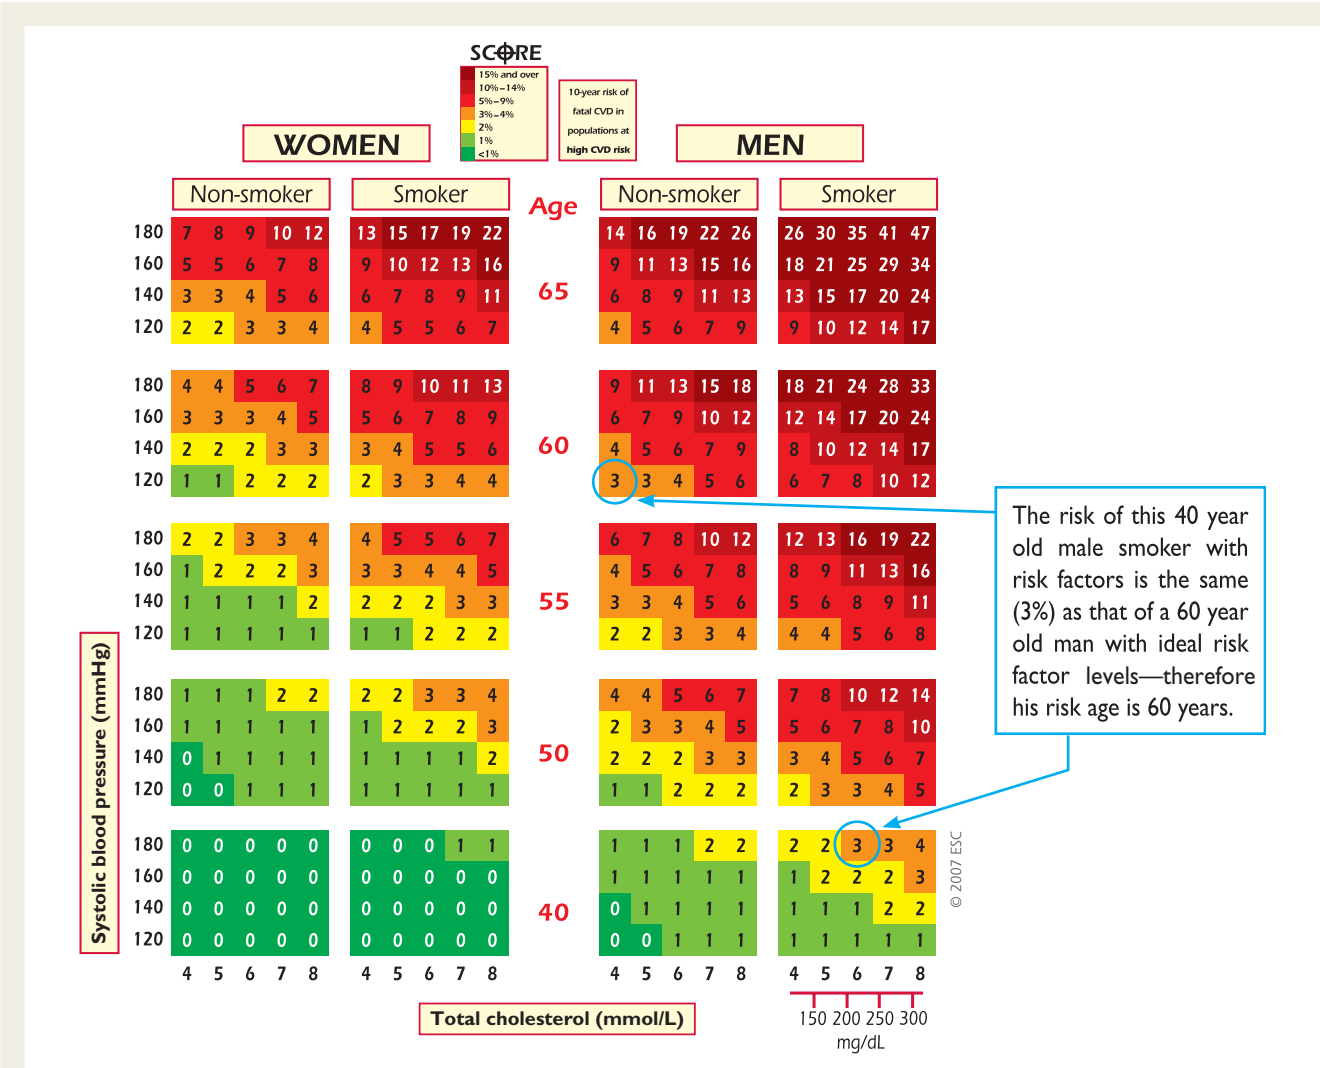 SCORE
15% and over
10%–14%
5%–9%
3%–4%
2%
1%
<1%
10-year risk of
fatal CVD in
populations at
high CVD risk
WOMEN
MEN
Non-smoker Smoker Age Non-smoker Smoker
180 7 8 9 10 12 13 15 17 19 22 14 16 19 22 26 26 30 35 41 47
160 5 5 6 7 8 9 10 12 13 16 9 11 13 15 16 18 21 25 29 34
65
140 3 3 4 5 6 6 7 8 9 11 6 8 9 11 13 13 15 17 20 24
120 2 2 3 3 4 4 5 5 6 7 4 5 6 7 9 9 10 12 14 17
180 4 4 5 6 7 8 9 10 11 13 9 11 13 15 18 18 21 24 28 33
160 3 3 3 4 5 5 6 7 8 9 6 7 9 10 12 12 14 17 20 24
60
140 2 2 2 3 3 3 4 5 5 6 4 5 6 7 9 8 10 12 14 17
120 1 1 2 2 2 2 3 3 4 4 3 3 4 5 6 6 7 8 10 12
180 2 2 3 3 4 4 5 5 6 7 6 7 8 10 12 12 13 16 19 22
160 1 2 2 2 3 3 3 4 4 5 4 5 6 7 8 8 9 11 13 16
55
140 1 1 1 1 2 2 2 2 3 3 3 3 4 5 6 5 6 8 9 11
120 1 1 1 1 1 1 1 2 2 2 2 2 3 3 4 4 4 5 6 8
180 1 1 1 2 2 2 2 3 3 4 4 4 5 6 7 7 8 10 12 14
160 1 1 1 1 1 1 2 2 2 3 2 3 3 4 5 5 6 7 8 10
50
140 0 1 1 1 1 1 1 1 1 2 2 2 2 3 3 3 4 5 6 7
120 0 0 1 1 1 1 1 1 1 1 1 1 2 2 2 2 3 3 4 5
180 0 0 0 0 0 0 0 0 1 1 1 1 1 2 2 2 2 3 3 4
160 0 0 0 0 0 0 0 0 0 0 1 1 1 1 1 1 2 2 2 3
40
140 0 0 0 0 0 0 0 0 0 0 0 1 1 1 1 1 1 1 2 2
120 0 0 0 0 0 0 0 0 0 0 0 0 1 1 1 1 1 1 1 1
4 5 6 7 8 4 5 6 7 8 4 5 6 7 8 4 5 6 7 8
Systolic blood pressure (mmHg)
Total cholesterol (mmol/L)
150 200 250 300
mg/dL
The risk of this 40 year
old male smoker with
risk factors is the same
(3%) as that of a 60 year
old man with ideal risk
factor levels—therefore
his risk age is 60 years.
© 2007 ESC